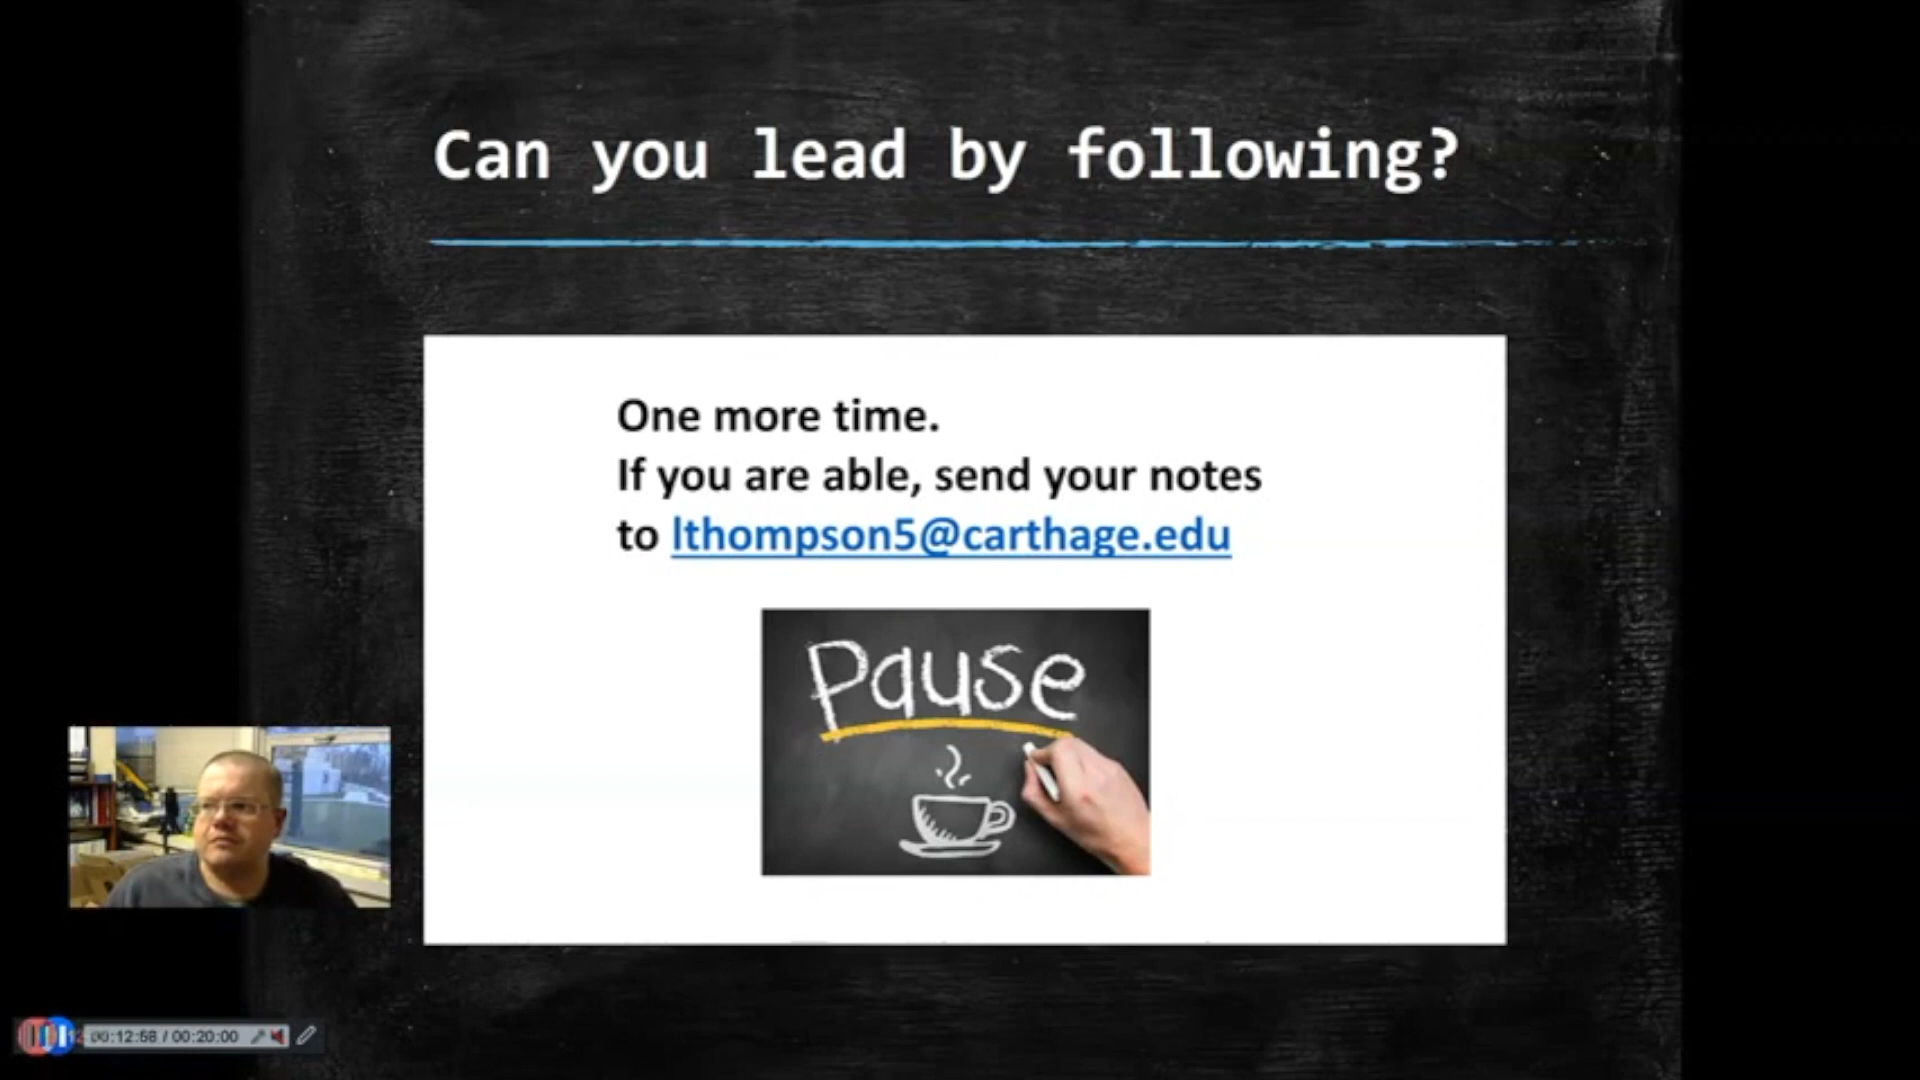 Can you lead by following?
One more time.
If you are able, send your notes
to lthompson5@carthage.edu
Pause
00:12:58 / 00:20:00